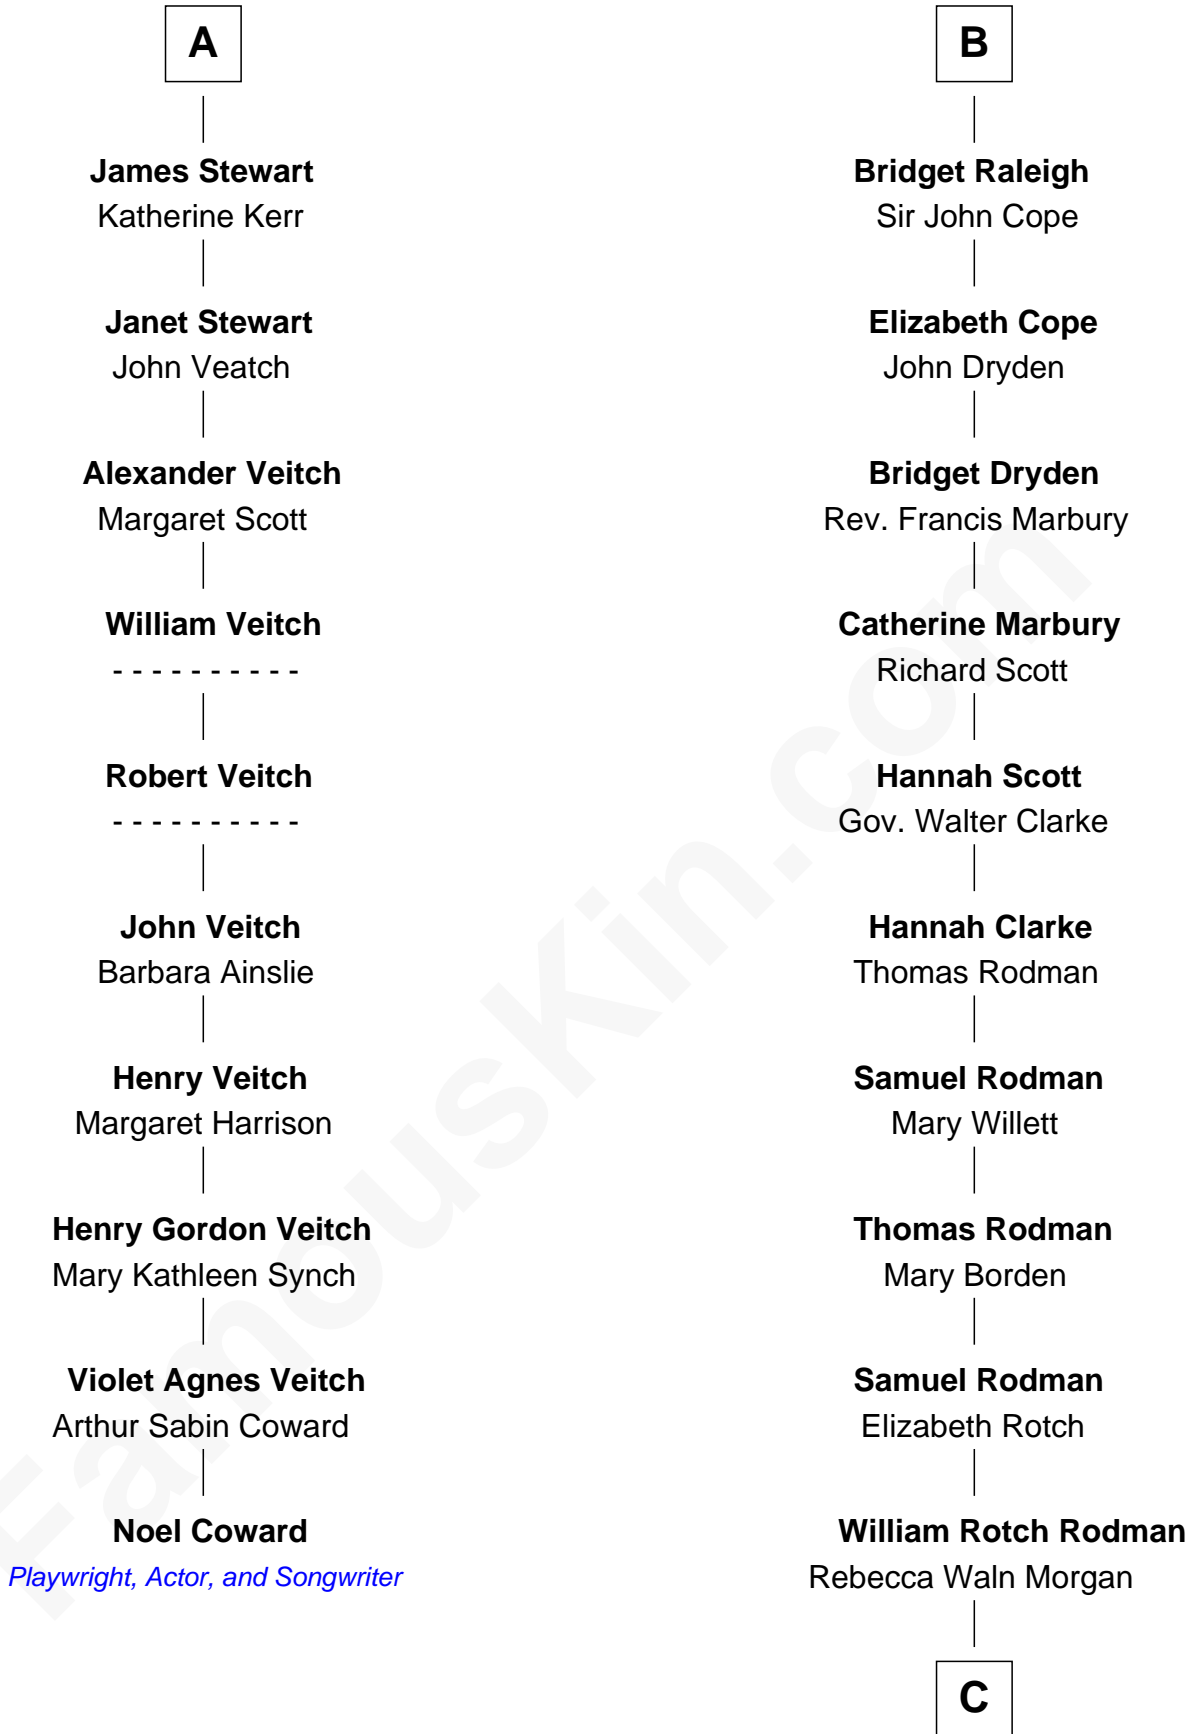 A
James Stewart
Katherine Kerr
Janet Stewart
John Veatch
Alexander Veitch
Margaret Scott
William Veitch
- - - - - - - - - -
Robert Veitch
- - - - - - - - - -
John Veitch
Barbara Ainslie
Henry Veitch
Margaret Harrison
Henry Gordon Veitch
Mary Kathleen Synch
Violet Agnes Veitch
Arthur Sabin Coward
Noel Coward
Playwright, Actor, and Songwriter
B
Bridget Raleigh
Sir John Cope
Elizabeth Cope
John Dryden
Bridget Dryden
Rev. Francis Marbury
Catherine Marbury
Richard Scott
Hannah Scott
Gov. Walter Clarke
Hannah Clarke
Thomas Rodman
Samuel Rodman
Mary Willett
Thomas Rodman
Mary Borden
Samuel Rodman
Elizabeth Rotch
William Rotch Rodman
Rebecca Waln Morgan
C
FamousKin.com